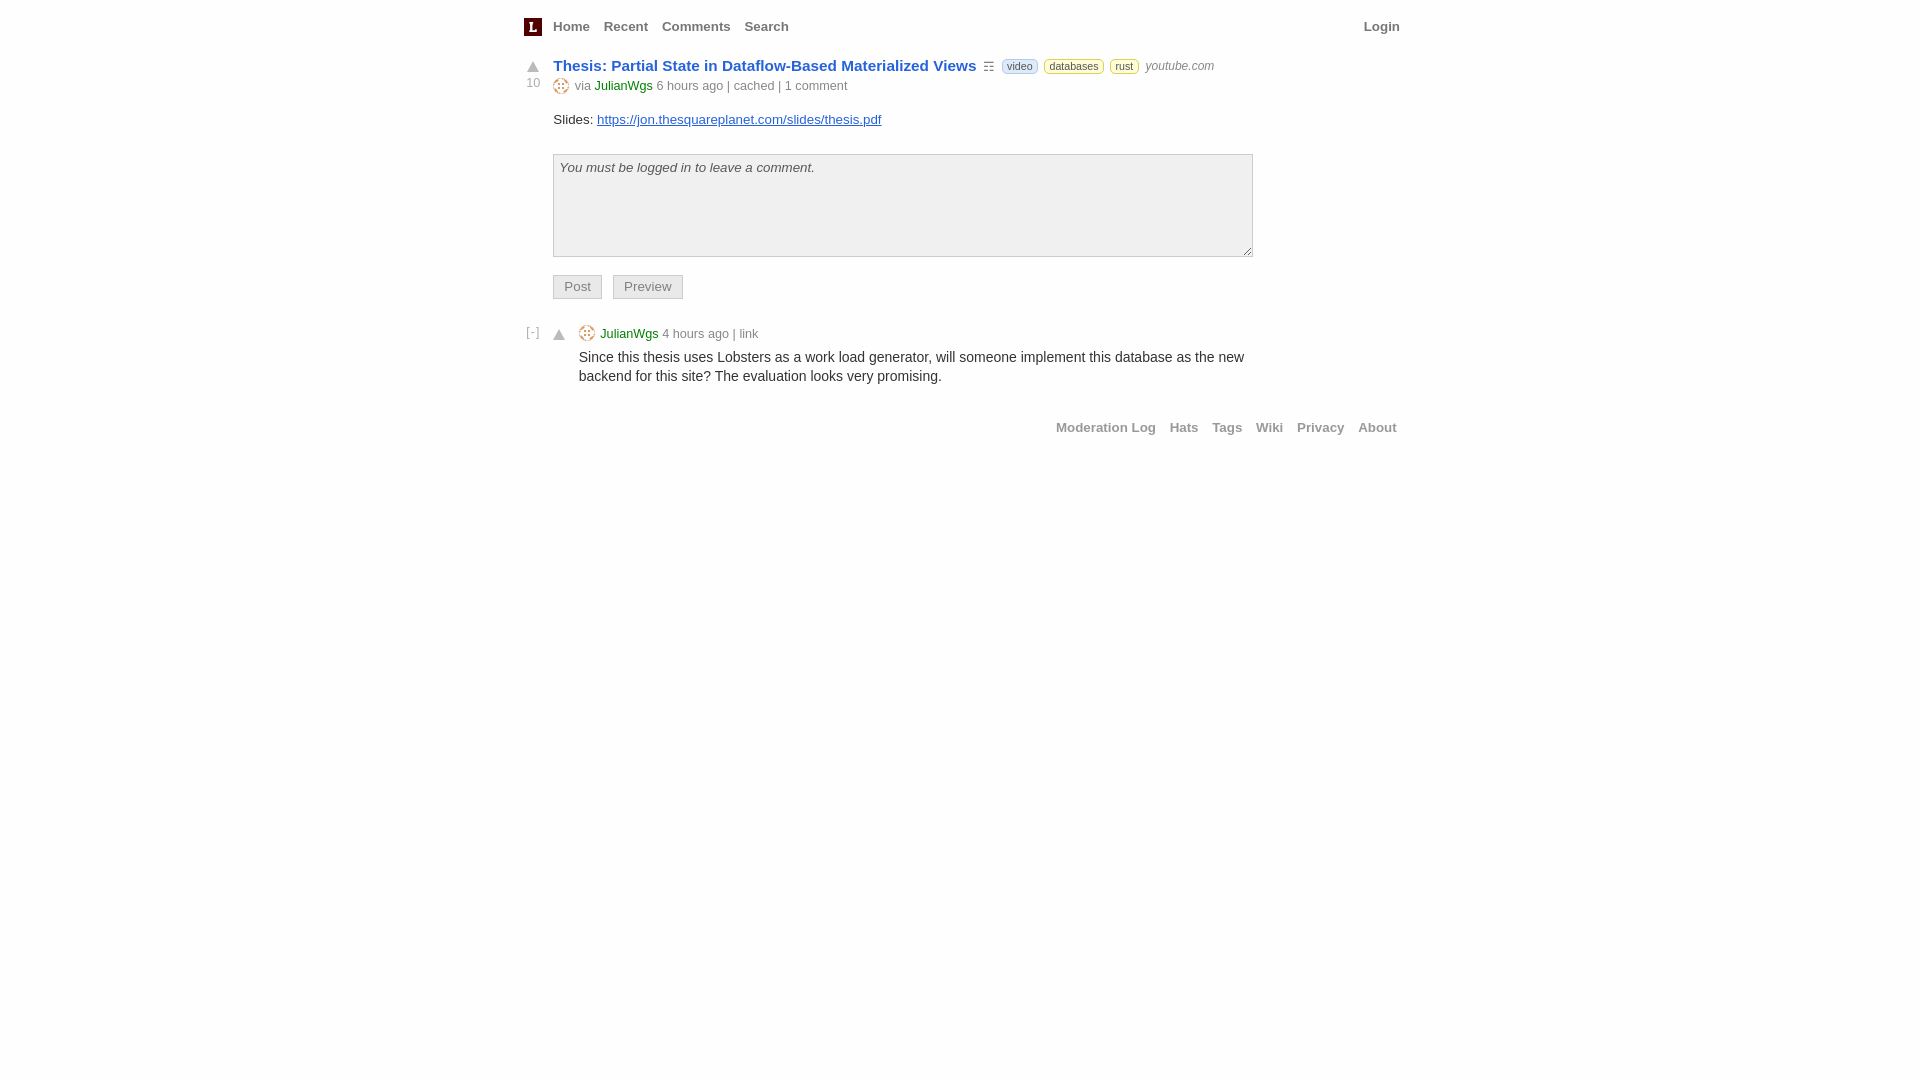 L Home Recent Comments Search Login
Thesis: Partial State in Dataflow-Based Materialized Views ☶ video databases rust youtube.com
10 via JulianWgs 6 hours ago | cached | 1 comment
Slides: https://jon.thesquareplanet.com/slides/thesis.pdf
You must be logged in to leave a comment.
Post Preview
[-] JulianWgs 4 hours ago | link
Since this thesis uses Lobsters as a work load generator, will someone implement this database as the new
backend for this site? The evaluation looks very promising.
Moderation Log Hats Tags Wiki Privacy About